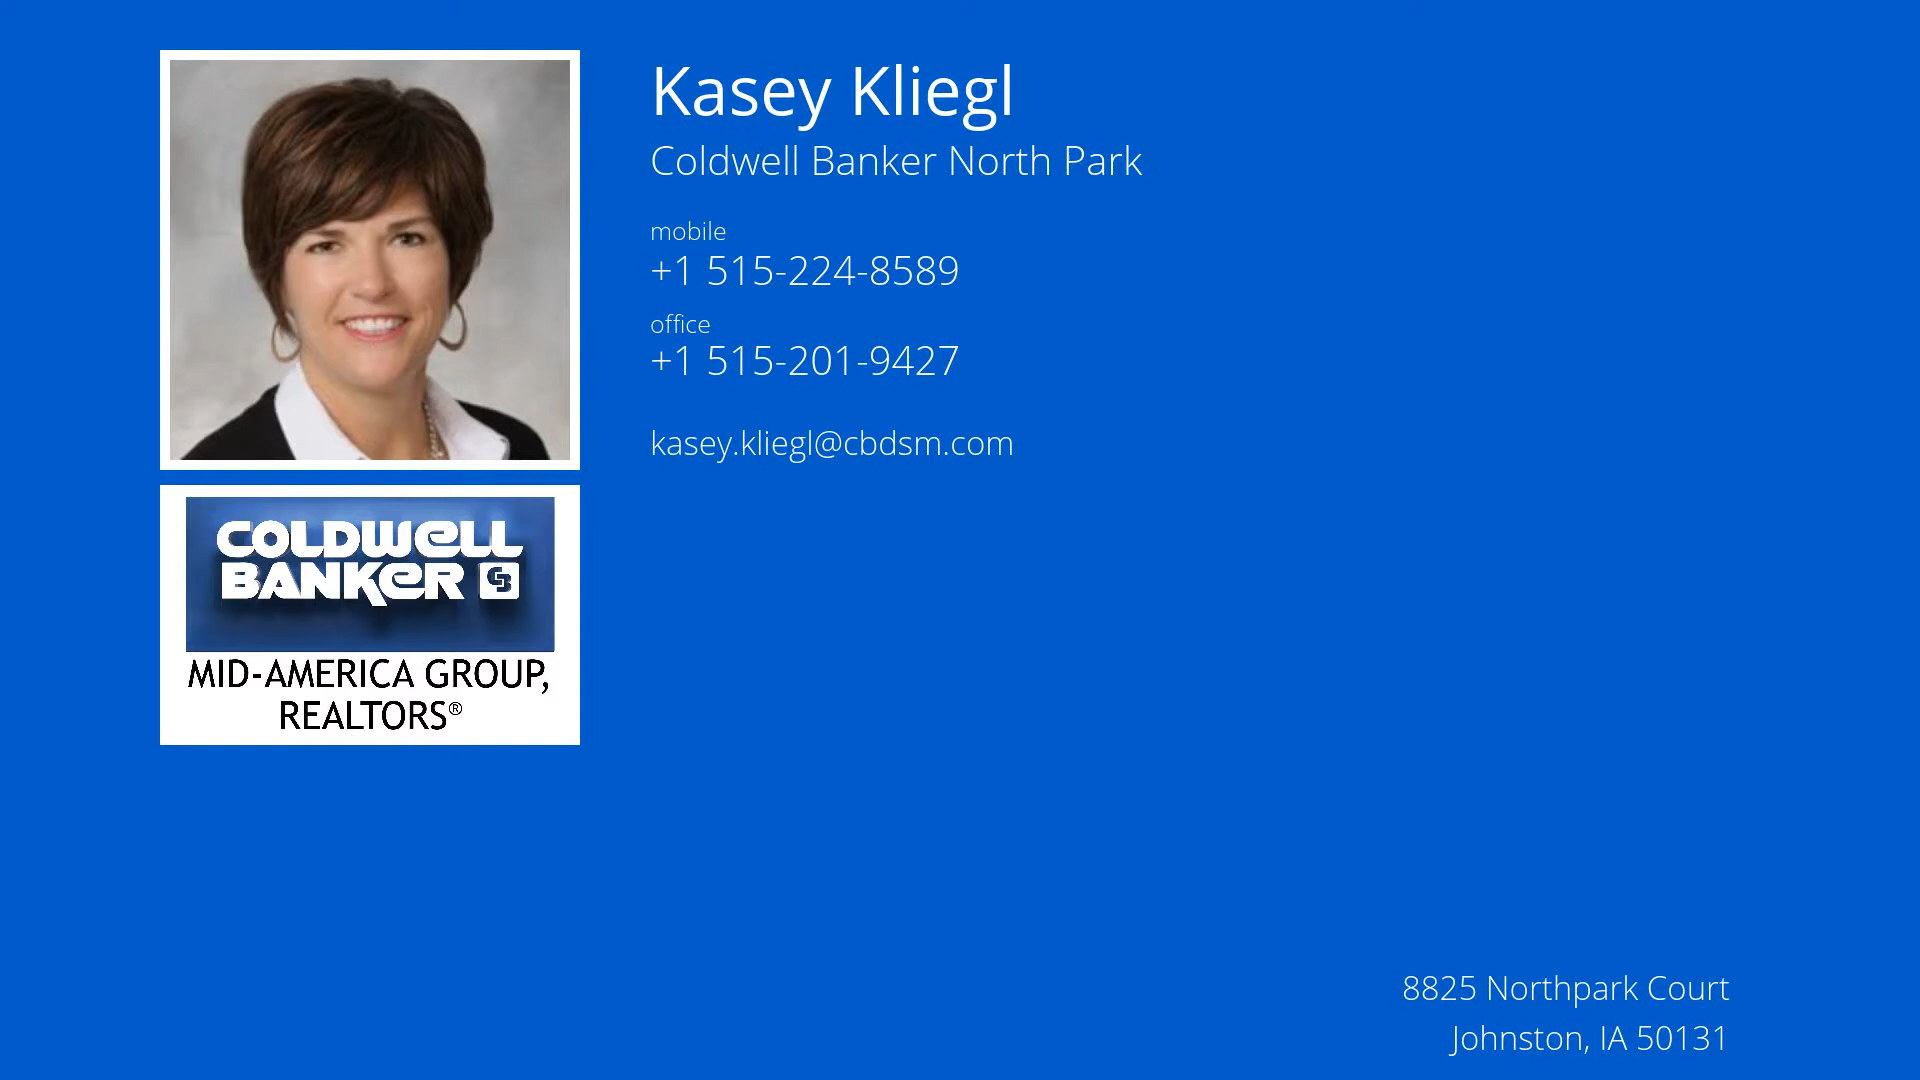 Kasey Kliegl
Coldwell Banker North Park
mobile
+1 515-224-8589
office
+1 515-201-9427
kasey.kliegl@cbdsm.com
COLDWELL
BANKER CB
MID-AMERICA GROUP,
REALTORS®
8825 Northpark Court
Johnston, IA 50131